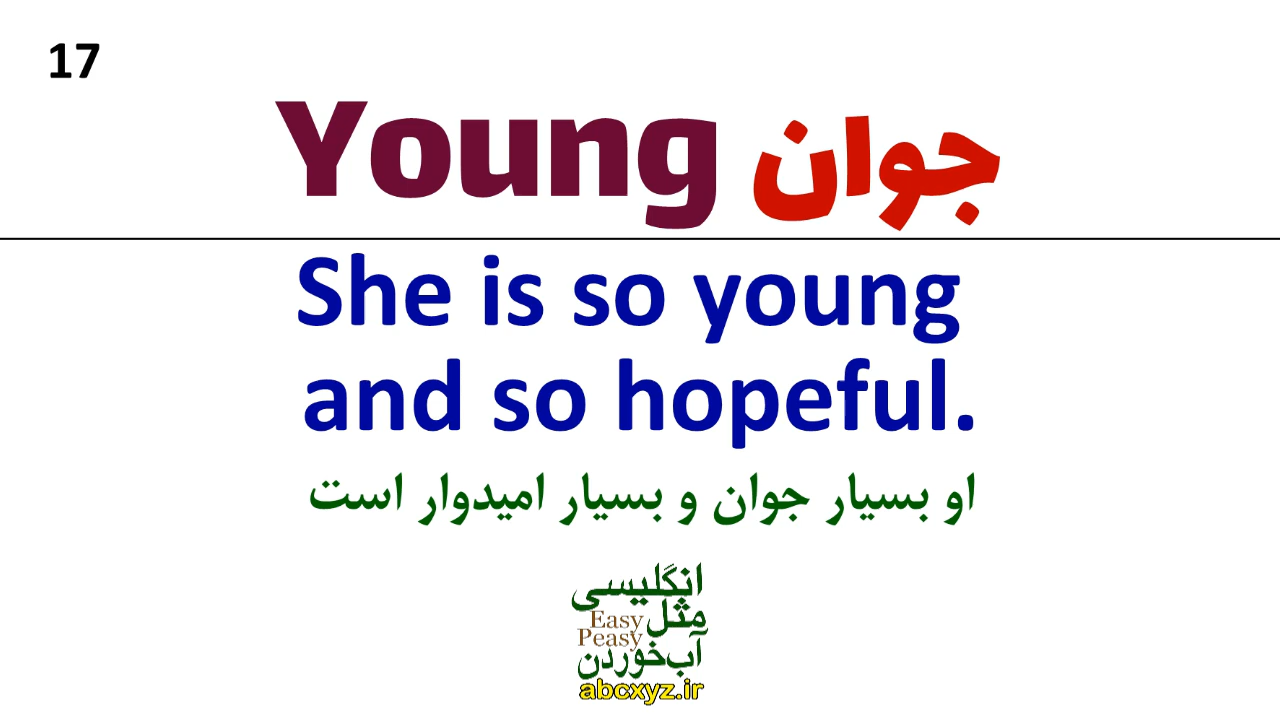 17
Young جوان
She is so young
and so hopeful.
او بسیار جوان و بسیار امیدوار است
انگلیسی
مثل
Easy
Peasy
آب‌خوردن
abcxyz.ir